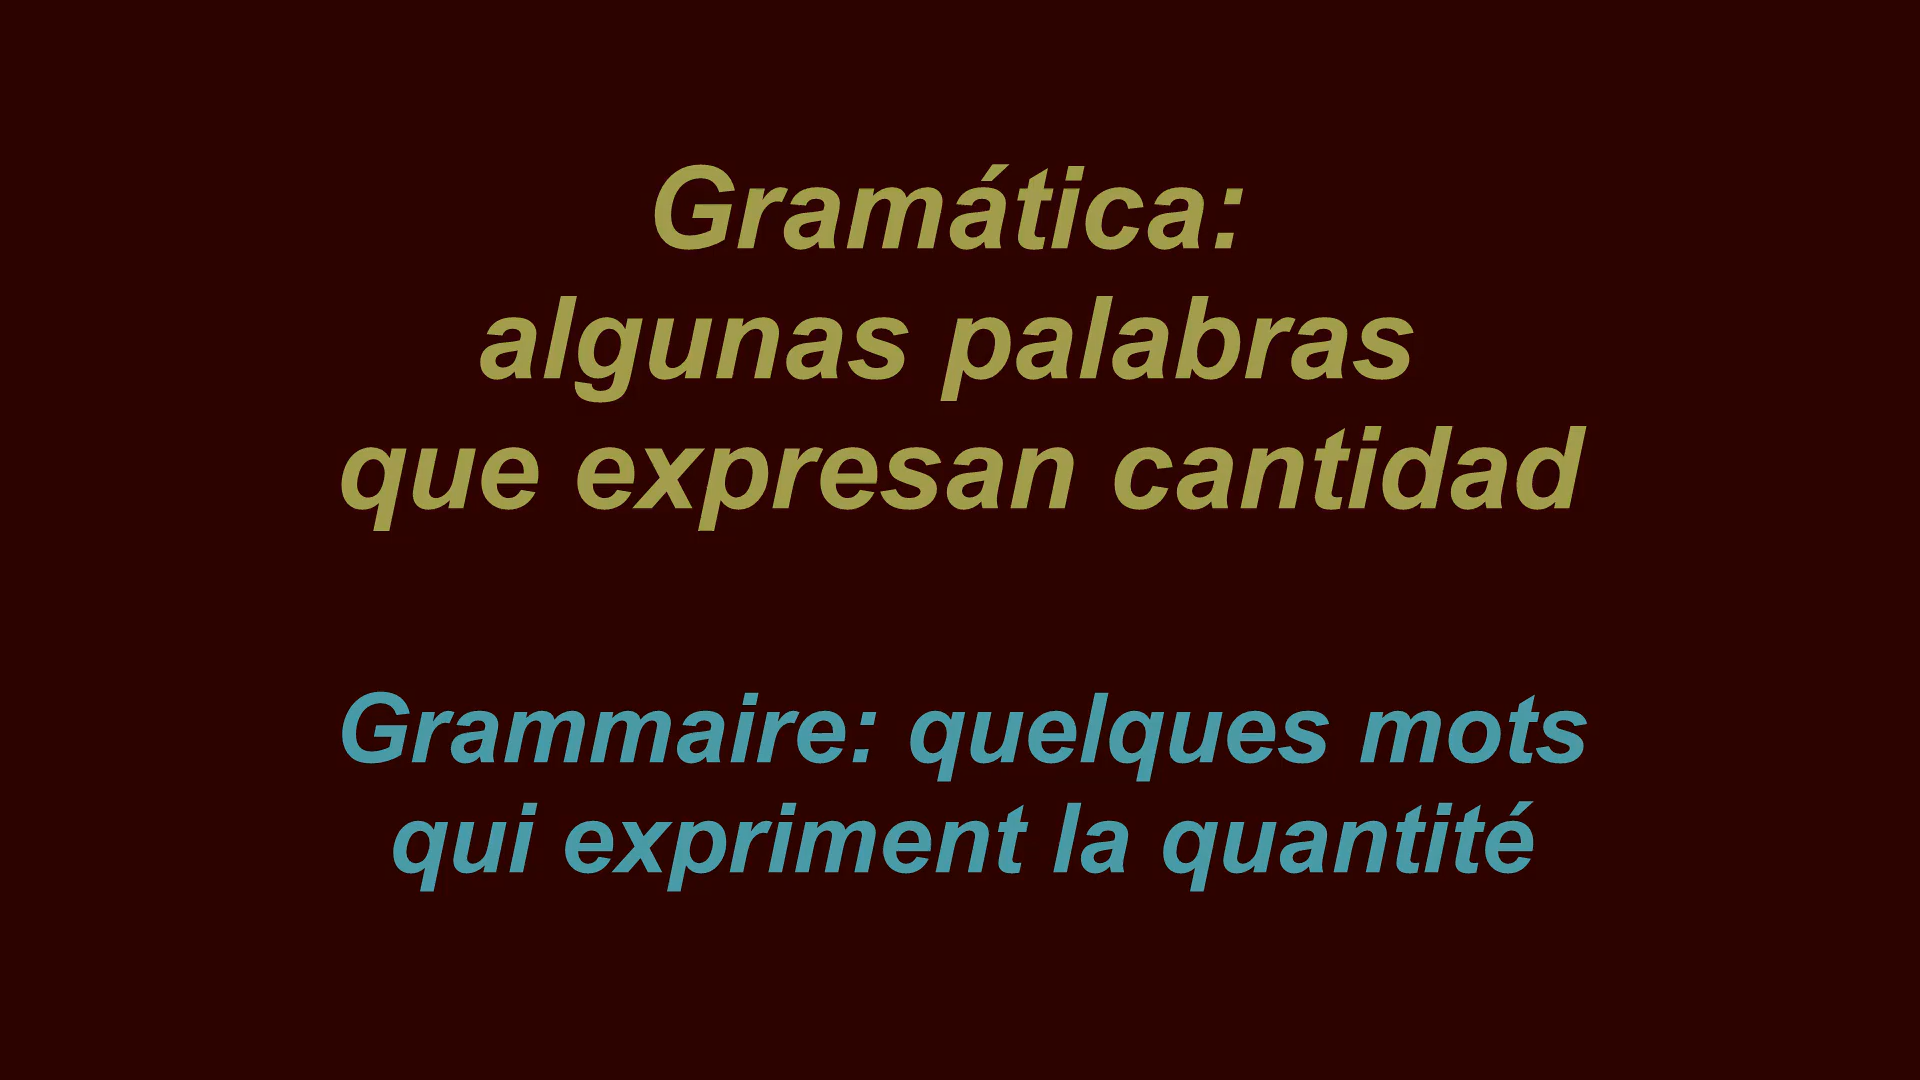 Gramática:
algunas palabras
que expresan cantidad
Grammaire: quelques mots
qui expriment la quantité